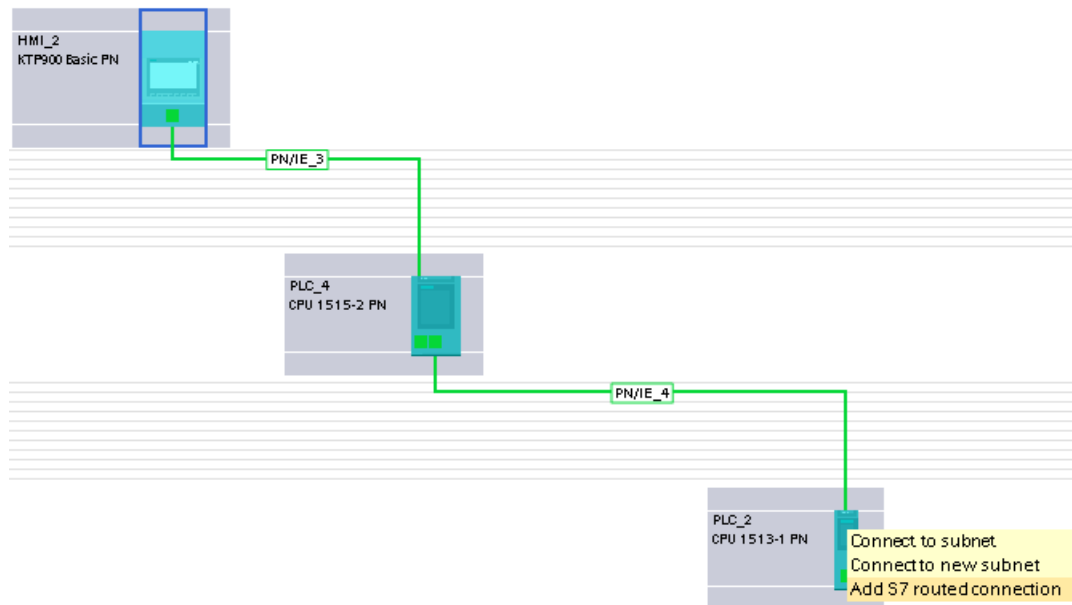 HMI_2
KTP900 Basic PN
PN/IE_3
PLC_4
CPU 1515-2 PN
PN/IE_4
PLC_2
CPU 1513-1 PN
Connect to subnet
Connect to new subnet
Add S7 routed connection